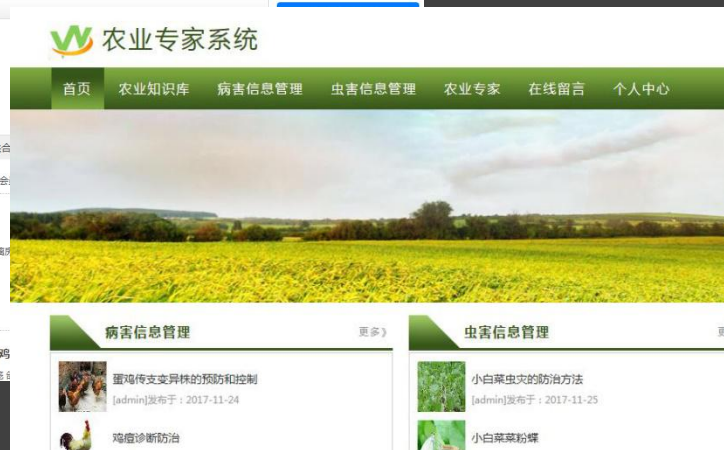 农业专家系统
首页 农业知识库 病害信息管理 虫害信息管理 农业专家 在线留言 个人中心
病害信息管理 更多》
蛋鸡传支变异株的预防和控制
[admin]发布于：2017-11-24
鸡痘诊断防治
虫害信息管理
小白菜虫灾的防治方法
[admin]发布于：2017-11-25
小白菜菜粉蝶